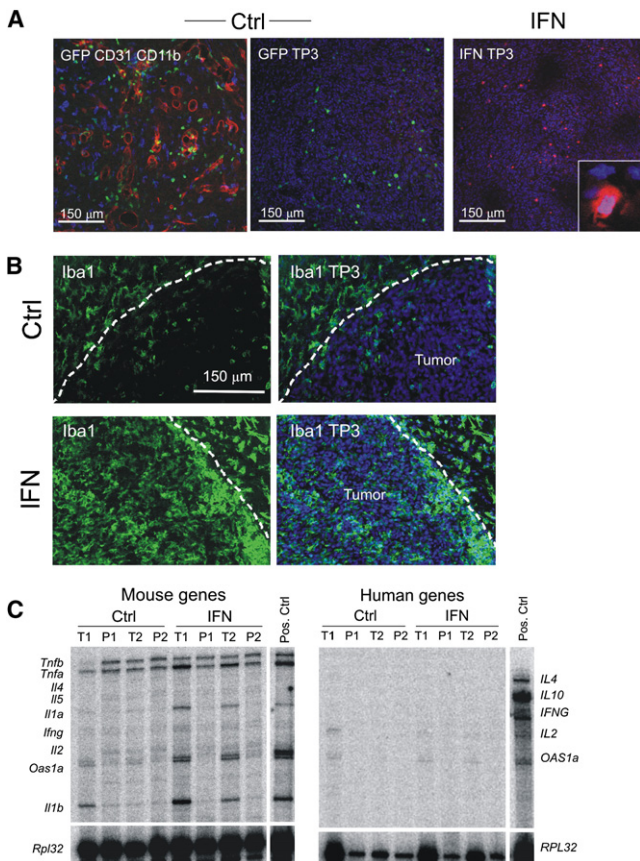 A
Ctrl
IFN
GFP CD31 CD11b
GFP TP3
IFN TP3
150 μm
150 μm
150 μm
B
Ctrl
Iba1
Iba1 TP3
150 μm
Tumor
IFN
Iba1
Iba1 TP3
Tumor
C
Mouse genes
Human genes
Ctrl
IFN
Pos. Ctrl
Ctrl
IFN
Pos. Ctrl
T1 P1 T2 P2 T1 P1 T2 P2
T1 P1 T2 P2 T1 P1 T2 P2
Tnfb
Tnfa
Il4
Il5
Il1a
Ifng
Il2
Oas1a
Il1b
Rpl32
IL4
IL10
IFNG
IL2
OAS1a
RPL32